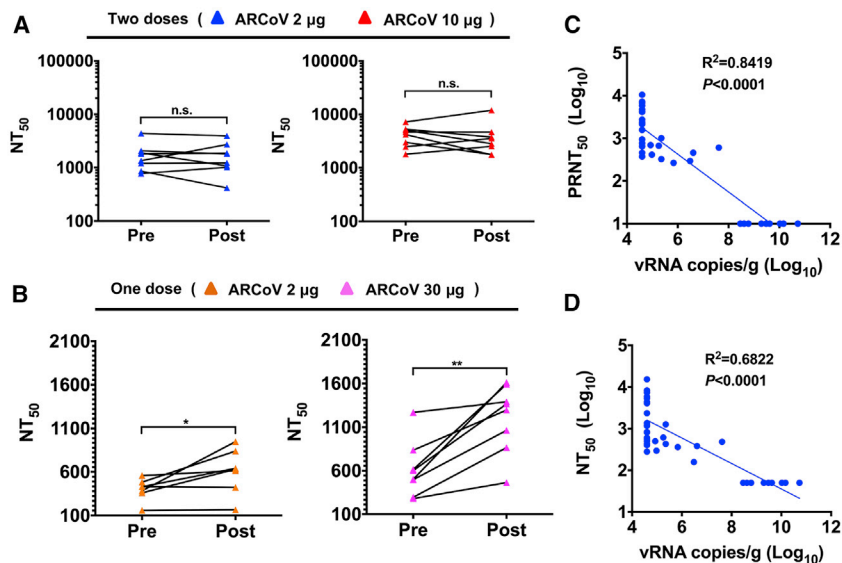 A
Two doses ( ARCoV 2 µg ARCoV 10 µg )
100000
10000
1000
100
NT50
n.s.
Pre Post
100000
10000
1000
100
NT50
n.s.
Pre Post
B
One dose ( ARCoV 2 µg ARCoV 30 µg )
2100
1600
1100
600
100
NT50
*
Pre Post
2100
1600
1100
600
100
NT50
**
Pre Post
C
R2=0.8419
P<0.0001
5
4
3
2
1
PRNT50 (Log10)
4 6 8 10 12
vRNA copies/g (Log10)
D
R2=0.6822
P<0.0001
5
4
3
2
1
NT50 (Log10)
4 6 8 10 12
vRNA copies/g (Log10)